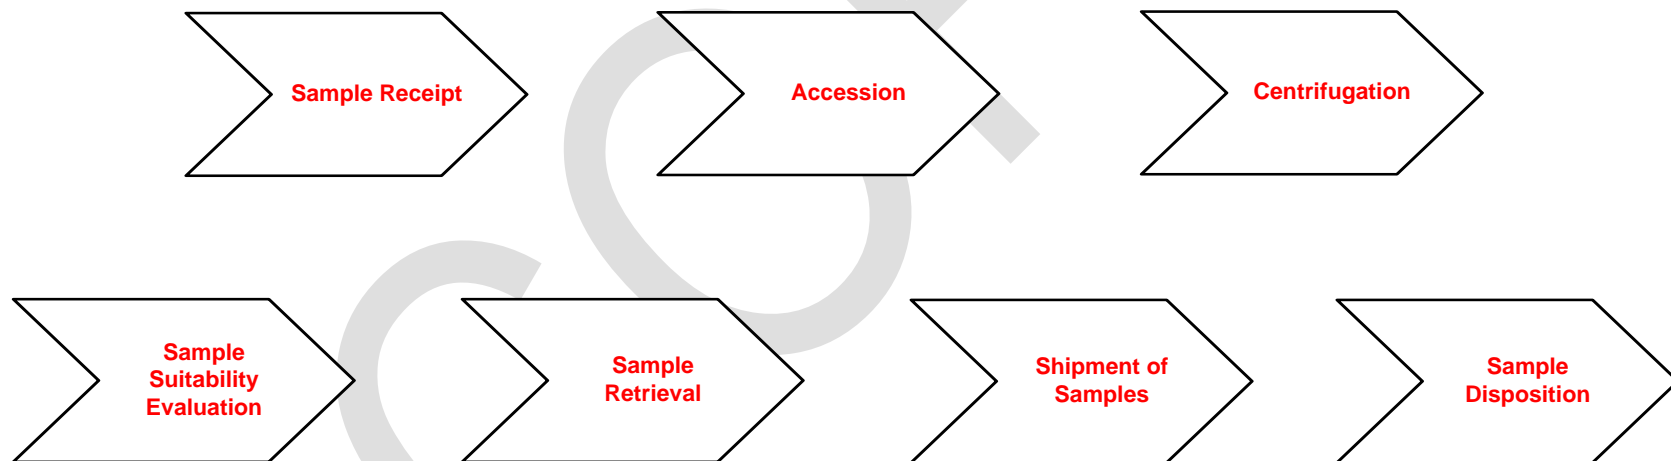 Sample Receipt
Accession
Centrifugation
Sample
Suitability
Evaluation
Sample
Retrieval
Shipment of
Samples
Sample
Disposition